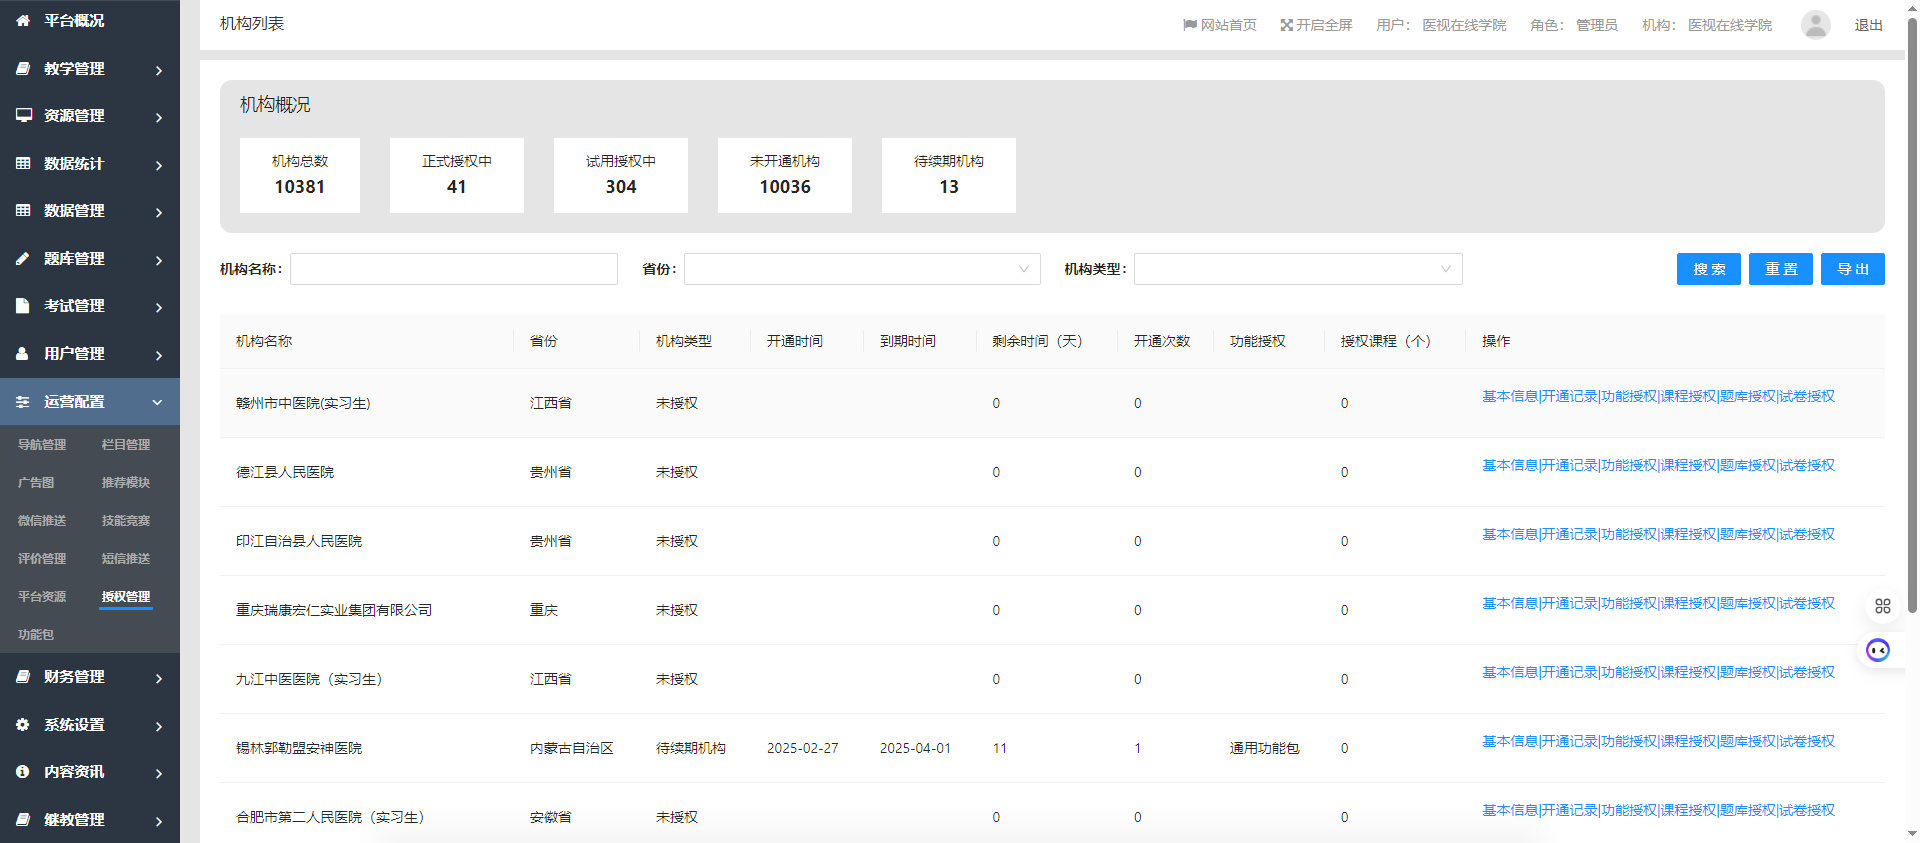 平台概况
教学管理
资源管理
数据统计
数据管理
题库管理
考试管理
用户管理
运营配置
导航管理 栏目管理
广告图 推荐模块
微信推送 技能竞赛
评价管理 短信推送
平台资源 授权管理
功能包
财务管理
系统设置
内容资讯
继教管理
机构列表 网站首页 开启全屏 用户： 医视在线学院 角色： 管理员 机构： 医视在线学院 退出
机构概况
机构总数 正式授权中 试用授权中 未开通机构 待续期机构
10381 41 304 10036 13
机构名称： 省份： 机构类型： 搜 索 重 置 导 出
机构名称 省份 机构类型 开通时间 到期时间 剩余时间（天） 开通次数 功能授权 授权课程（个） 操作
赣州市中医院(实习生) 江西省 未授权 0 0 0 基本信息|开通记录|功能授权|课程授权|题库授权|试卷授权
德江县人民医院 贵州省 未授权 0 0 0 基本信息|开通记录|功能授权|课程授权|题库授权|试卷授权
印江自治县人民医院 贵州省 未授权 0 0 0 基本信息|开通记录|功能授权|课程授权|题库授权|试卷授权
重庆瑞康宏仁实业集团有限公司 重庆 未授权 0 0 0 基本信息|开通记录|功能授权|课程授权|题库授权|试卷授权
九江中医医院（实习生） 江西省 未授权 0 0 0 基本信息|开通记录|功能授权|课程授权|题库授权|试卷授权
锡林郭勒盟安神医院 内蒙古自治区 待续期机构 2025-02-27 2025-04-01 11 1 通用功能包 0 基本信息|开通记录|功能授权|课程授权|题库授权|试卷授权
合肥市第二人民医院（实习生） 安徽省 未授权 0 0 0 基本信息|开通记录|功能授权|课程授权|题库授权|试卷授权